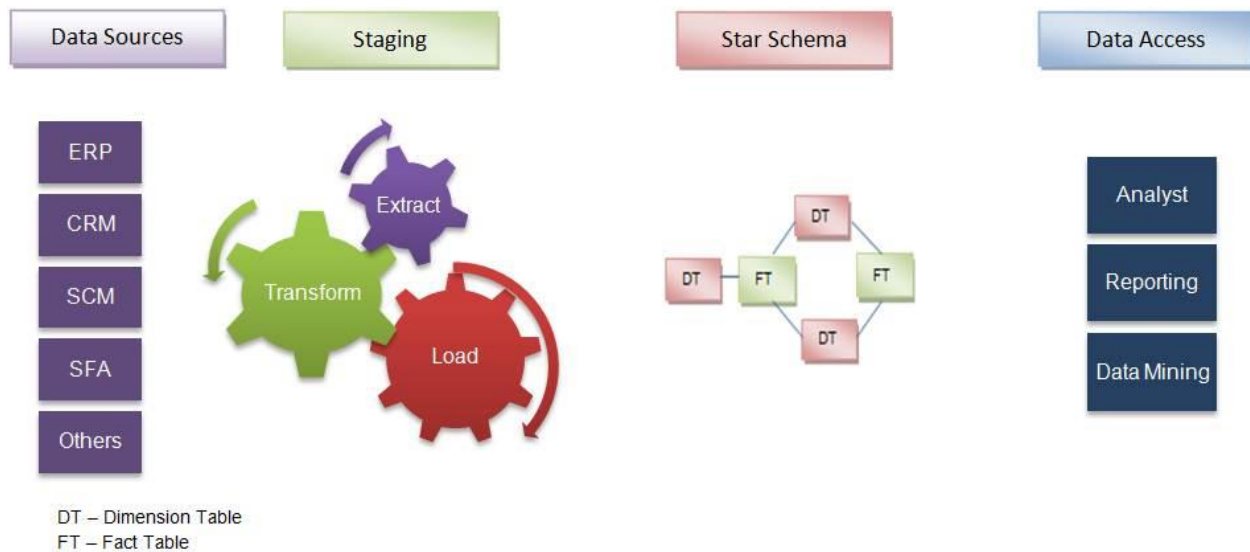 Data Sources
Staging
Star Schema
Data Access
ERP
CRM
SCM
SFA
Others
Extract
Transform
Load
DT
DT
FT
FT
DT
Analyst
Reporting
Data Mining
DT – Dimension Table
FT – Fact Table